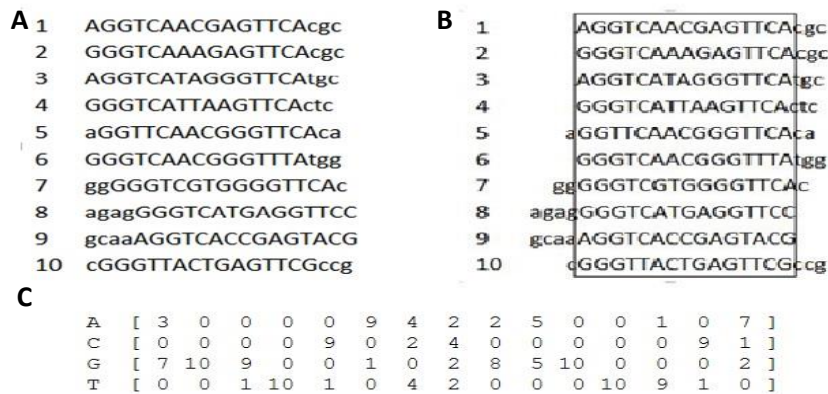 A
1 AGGTCAACGAGTTCAcgc
2 GGGTCAAAGAGTTCAcgc
3 AGGTCATAGGGTTCAtgc
4 GGGTCATTAAGTTCActc
5 aGGTTCAACGGGTTCAca
6 GGGTCAACGGGTTTAtgg
7 ggGGGTCGTGGGGTTCAc
8 agagGGGTCATGAGGTTCC
9 gcaaAGGTCACCGAGTACG
10 cGGGTTACTGAGTTCGccg
B
1 AGGTCAACGAGTTCAcgc
2 GGGTCAAAGAGTTCAcgc
3 AGGTCATAGGGTTCAtgc
4 GGGTCATTAAGTTCActc
5 aGGTTCAACGGGTTCAca
6 GGGTCAACGGGTTTAtgg
7 ggGGGTCGTGGGGTTCAc
8 agagGGGTCATGAGGTTCC
9 gcaaAGGTCACCGAGTACG
10 cGGGTTACTGAGTTCGccg
C
A [ 3 0 0 0 0 9 4 2 2 5 0 0 1 0 7 ]
C [ 0 0 0 0 9 0 2 4 0 0 0 0 0 9 1 ]
G [ 7 10 9 0 0 1 0 2 8 5 10 0 0 0 2 ]
T [ 0 0 1 10 1 0 4 2 0 0 0 10 9 1 0 ]